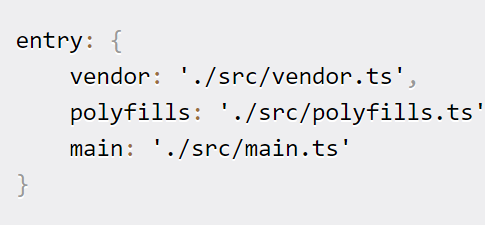 entry: {
vendor: './src/vendor.ts',
polyfills: './src/polyfills.ts'
main: './src/main.ts'
}